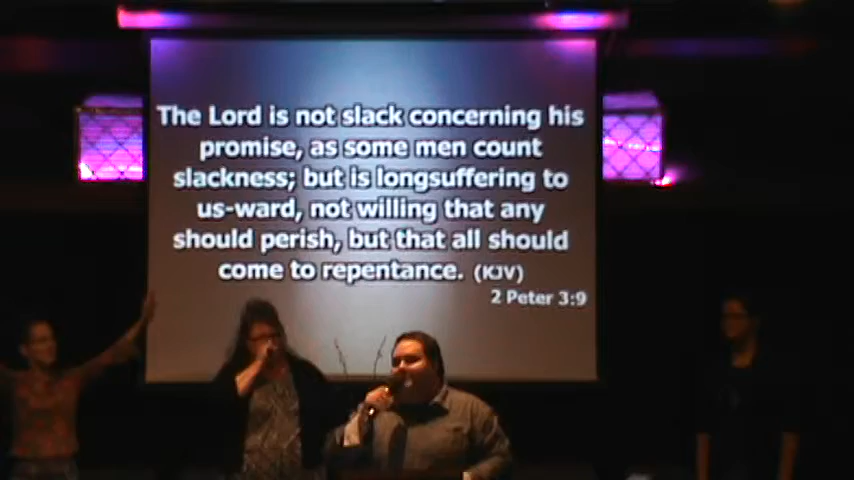 The Lord is not slack concerning his
promise, as some men count
slackness; but is longsuffering to
us-ward, not willing that any
should perish, but that all should
come to repentance. (KJV)
2 Peter 3:9